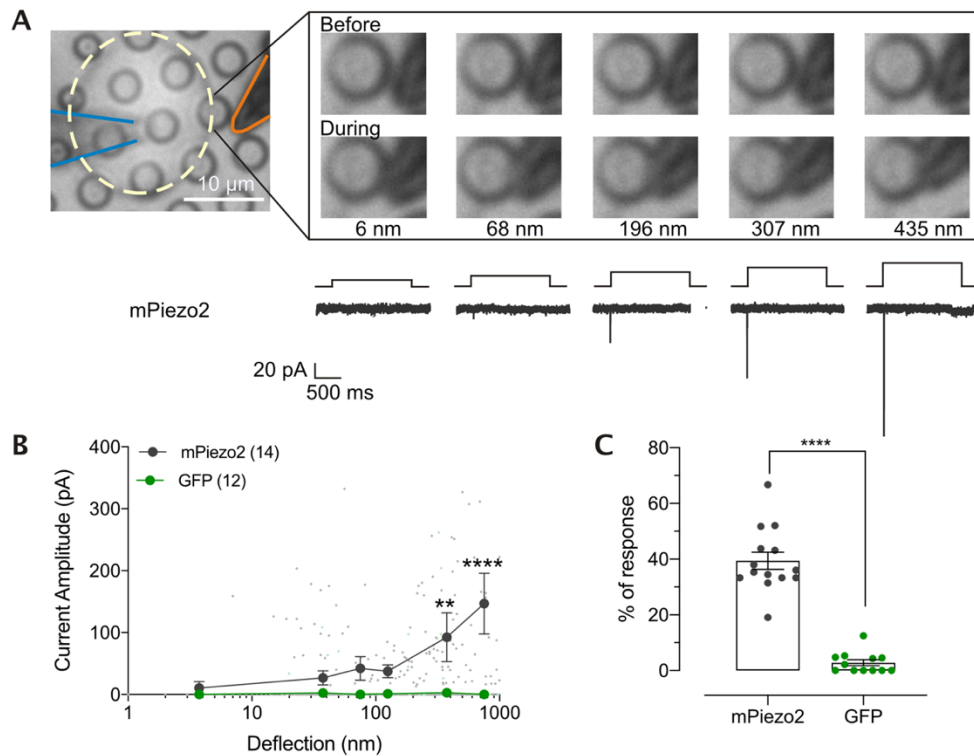 A
Before
During
10 µm
6 nm 68 nm 196 nm 307 nm 435 nm
mPiezo2
20 pA
500 ms
B
400
300
200
100
0
Current Amplitude (pA)
mPiezo2 (14)
GFP (12)
**
****
1 10 100 1000
Deflection (nm)
C
80
60
40
20
0
% of response
****
mPiezo2 GFP